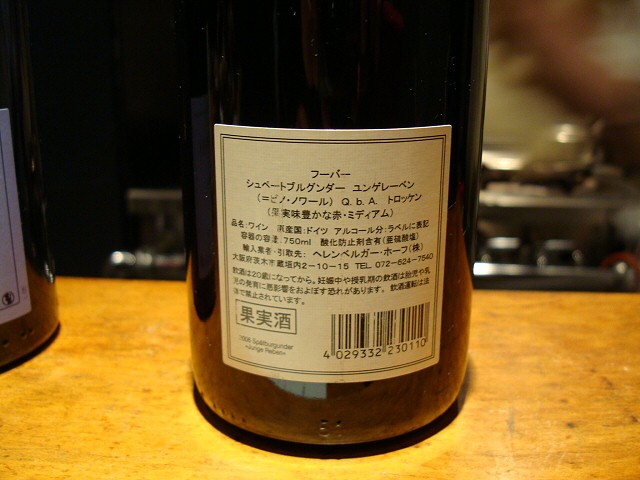 フーバー
シュペートブルグンダー ユンゲレーベン
(=ピノ・ノワール) Q.b.A. トロッケン
(果実味豊かな赤・ミディアム)
品名:ワイン 原産国:ドイツ アルコール分:ラベルに表記
容器の容量:750ml 酸化防止剤含有(亜硫酸塩)
輸入業者・引取先:ヘレンベルガー・ホーフ(株)
大阪府茨木市蔵垣内2-10-15 TEL 072-624-7540
飲酒は20歳になってから。妊娠中や授乳期の飲酒は胎児や乳
児の発育に悪影響をおよぼす恐れがあります。飲酒運転は法
律で禁止されています。
果実酒
Spätburgunder
»Junge Reben«
4 029332 230110